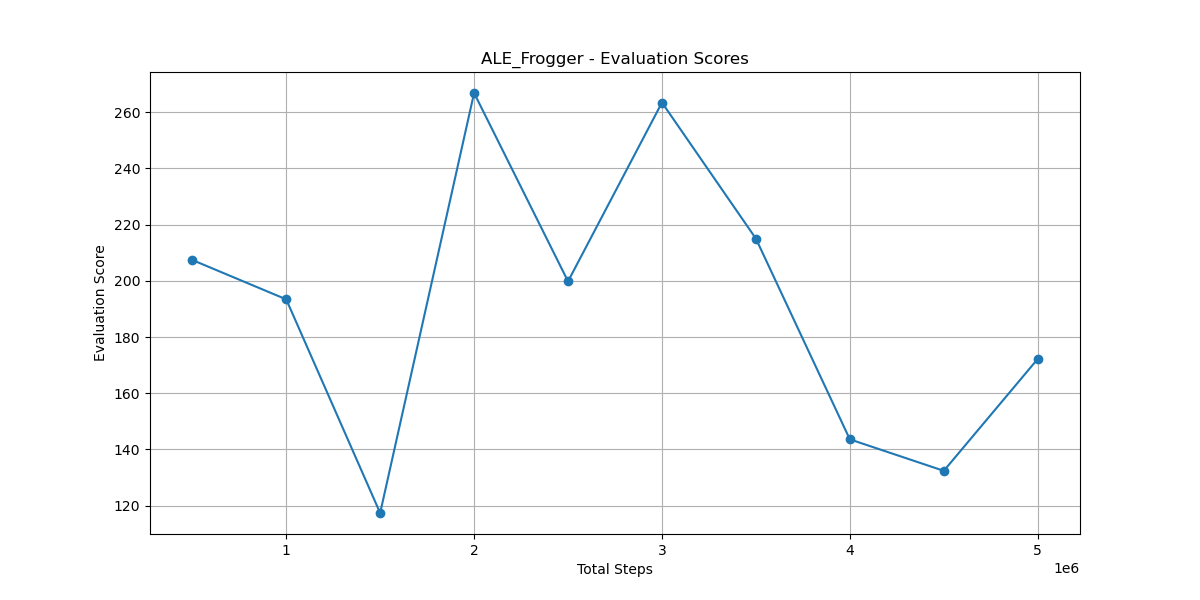 ALE_Frogger - Evaluation Scores
Evaluation Score
260
240
220
200
180
160
140
120
1 2 3 4 5
Total Steps
1e6